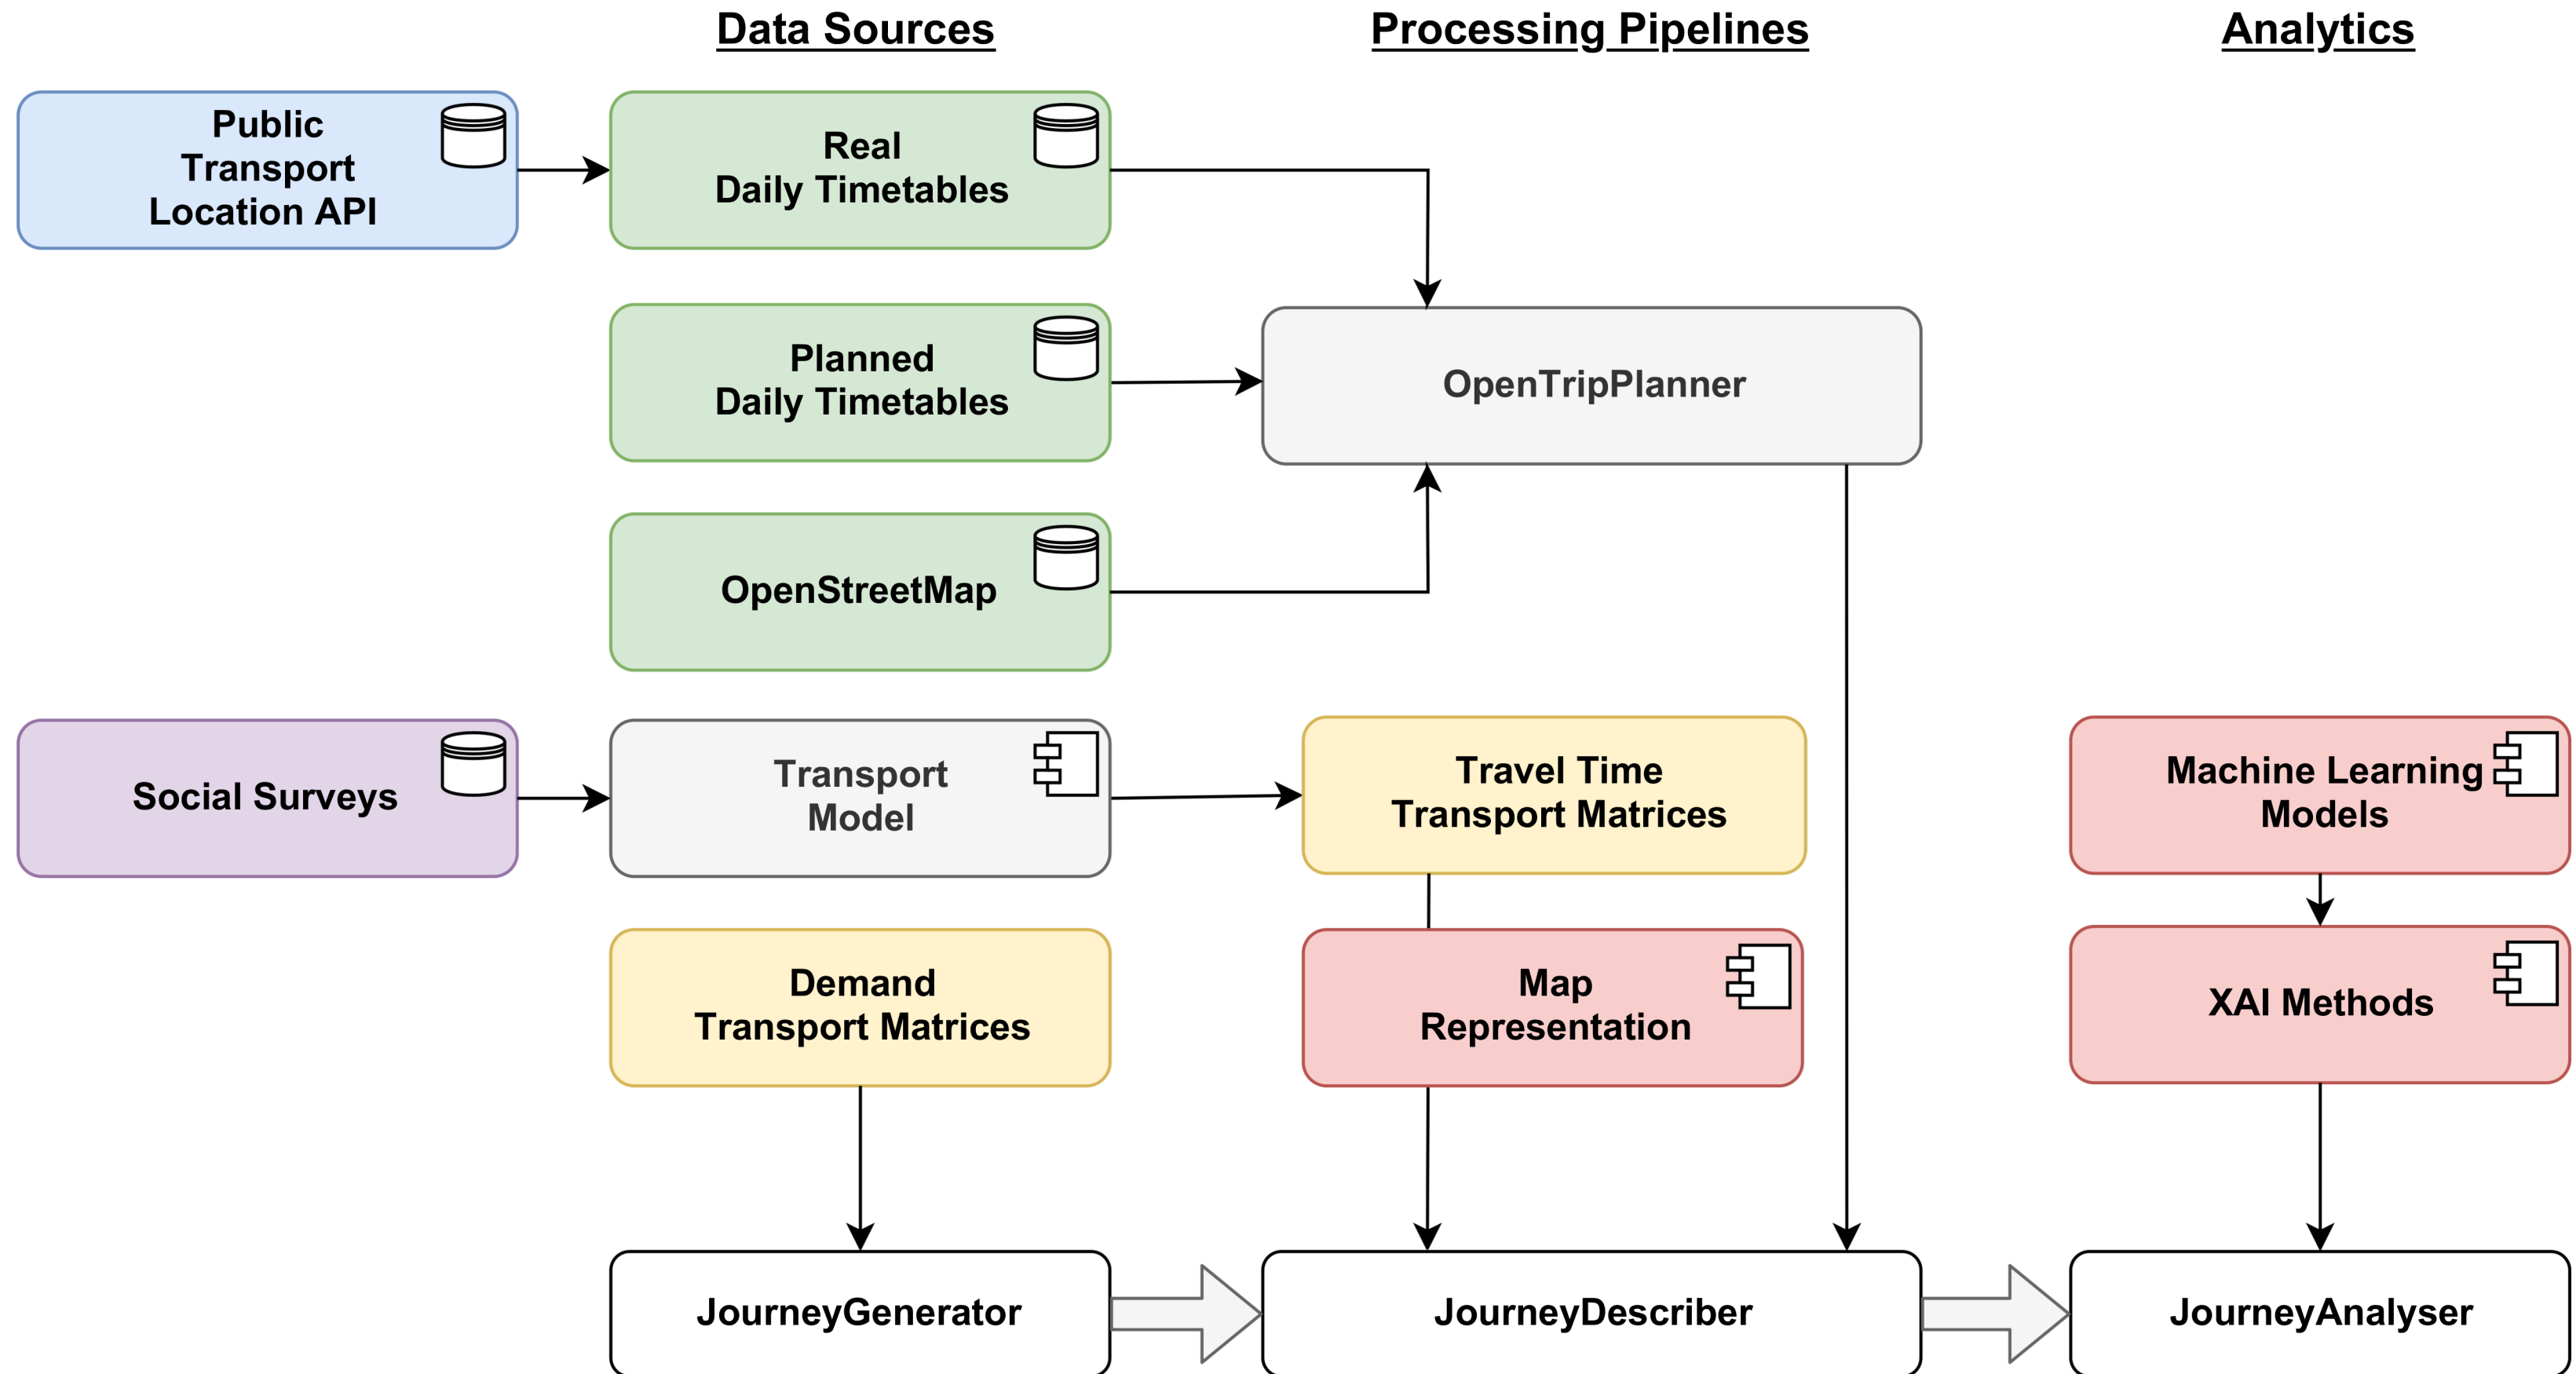 Data Sources
Processing Pipelines
Analytics
Public
Transport
Location API
Real
Daily Timetables
Planned
Daily Timetables
OpenTripPlanner
OpenStreetMap
Social Surveys
Transport
Model
Travel Time
Transport Matrices
Machine Learning
Models
Demand
Transport Matrices
Map
Representation
XAI Methods
JourneyGenerator
JourneyDescriber
JourneyAnalyser